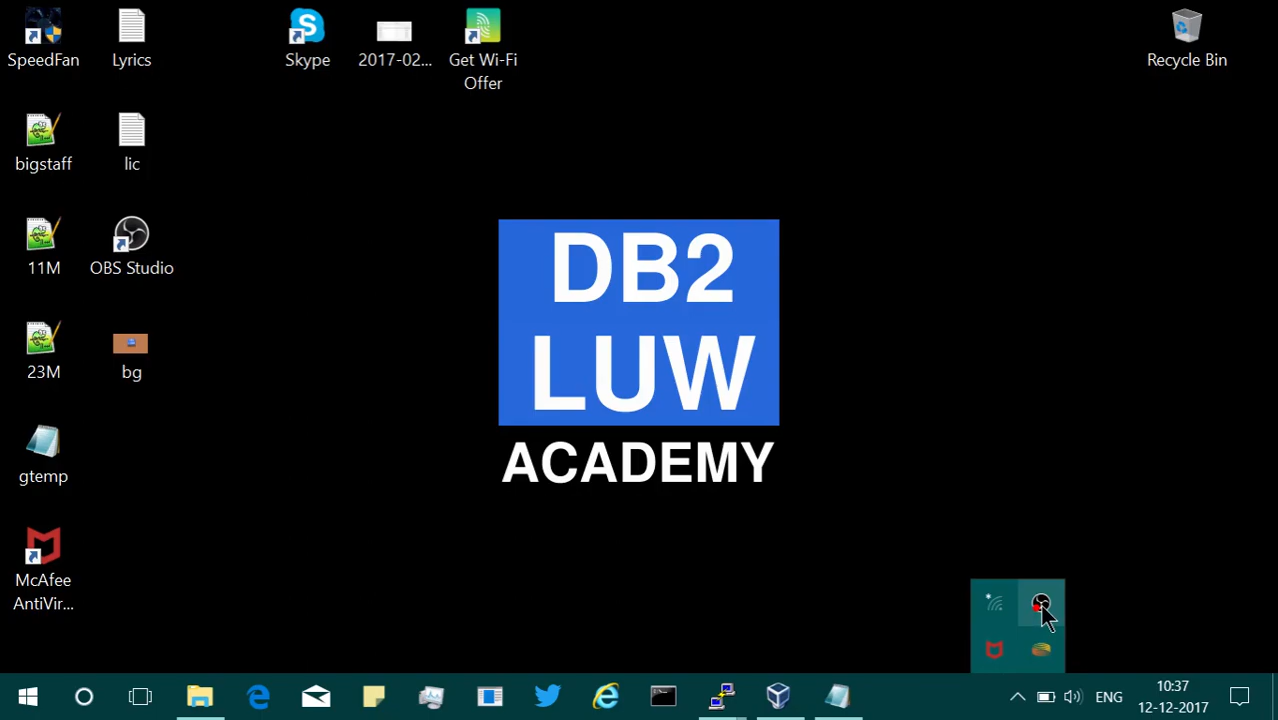 SpeedFan
Lyrics
Skype
2017-02...
Get Wi-Fi
Offer
Recycle Bin
bigstaff
lic
11M
OBS Studio
23M
bg
gtemp
McAfee
AntiVir...
DB2
LUW
ACADEMY
ENG
10:37
12-12-2017